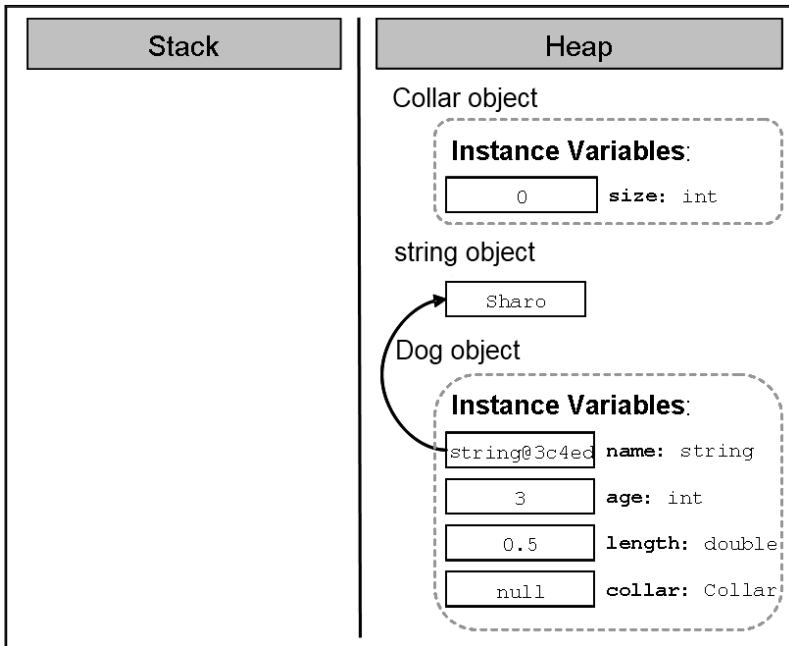 Stack
Heap
Collar object
Instance Variables:
0 size: int
string object
Sharo
Dog object
Instance Variables:
string@3c4ed name: string
3 age: int
0.5 length: double
null collar: Collar